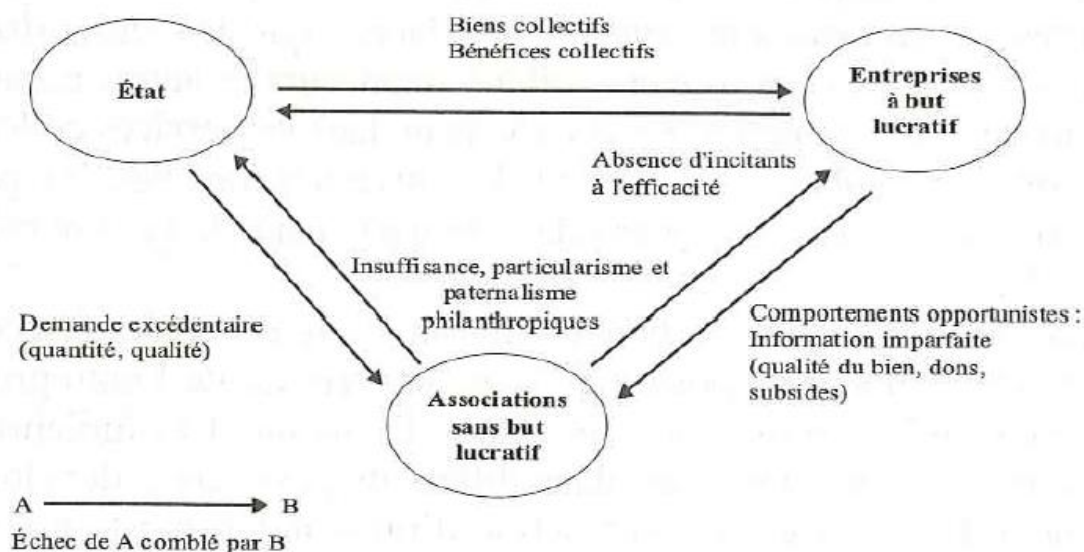 Biens collectifs
Bénéfices collectifs
État
Entreprises
à but
lucratif
Absence d'incitants
à l'efficacité
Insuffisance, particularisme et
paternalisme
philanthropiques
Demande excédentaire
(quantité, qualité)
Comportements opportunistes :
Information imparfaite
(qualité du bien, dons,
subsides)
Associations
sans but
lucratif
A B
Échec de A comblé par B